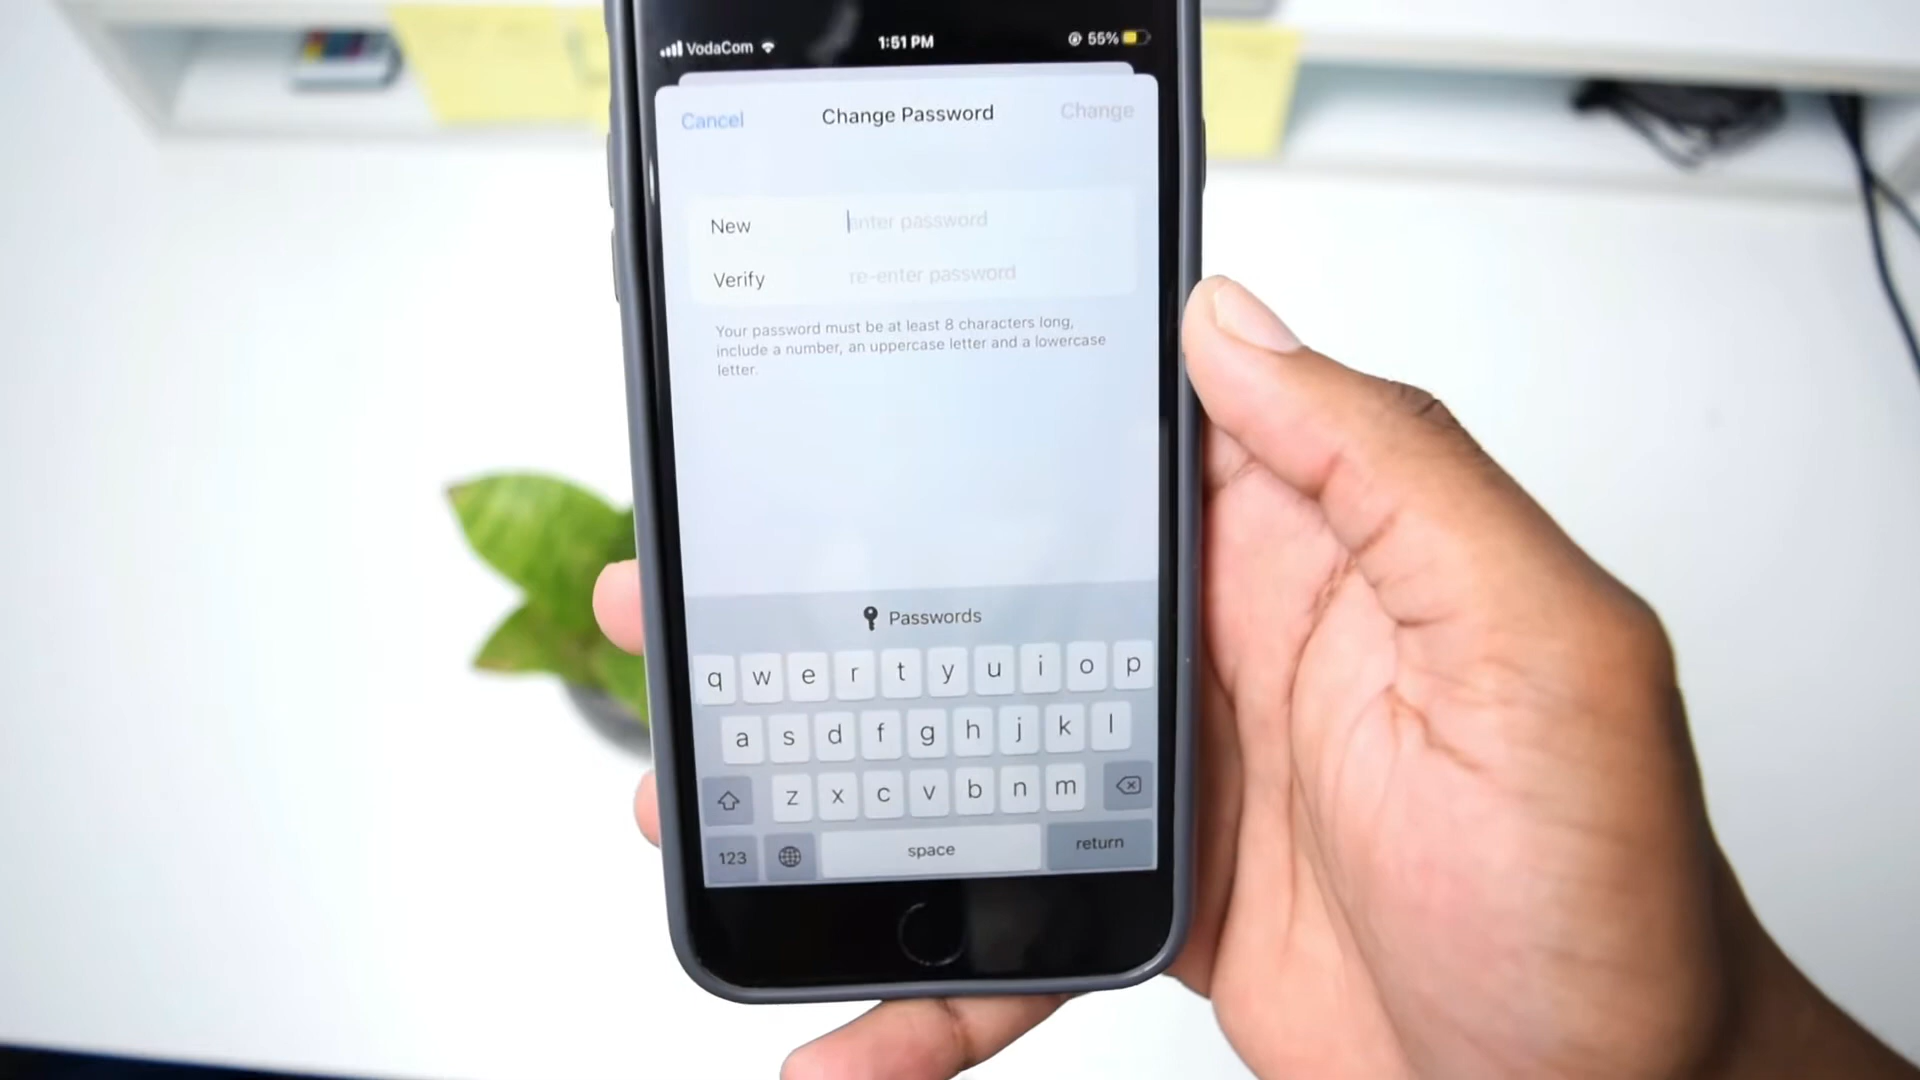 VodaCom 1:51 PM 55%
Cancel Change Password Change
New enter password
Verify re-enter password
Your password must be at least 8 characters long,
include a number, an uppercase letter and a lowercase
letter.
Passwords
q w e r t y u i o p
a s d f g h j k l
z x c v b n m
123 space return